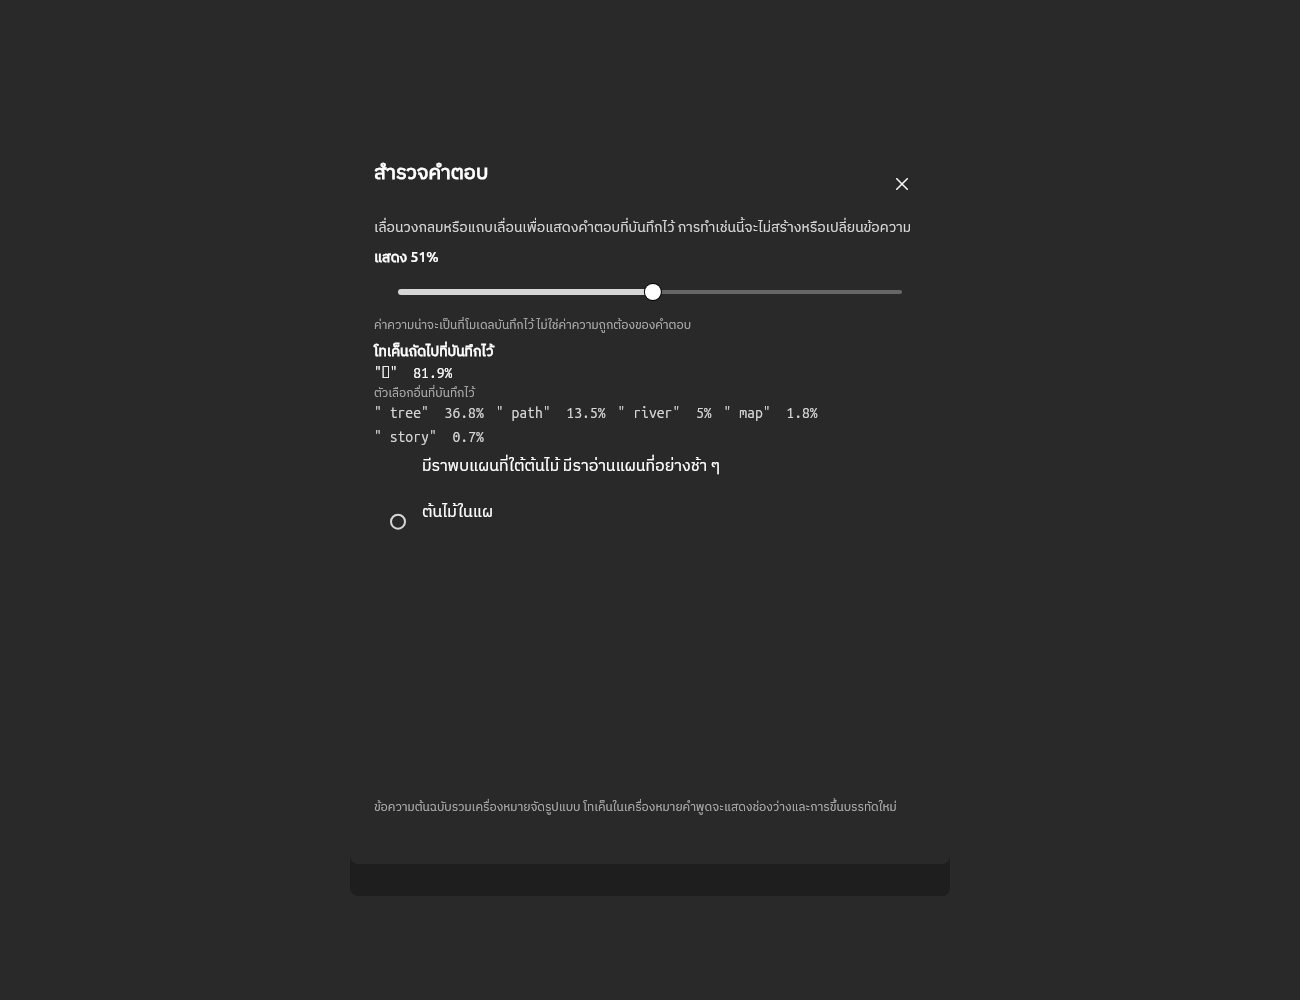 สำรวจคำตอบ
เลื่อนวงกลมหรือแถบเลื่อนเพื่อแสดงคำตอบที่บันทึกไว้ การทำเช่นนี้จะไม่สร้างหรือเปลี่ยนข้อความ
แสดง 51%
ค่าความน่าจะเป็นที่โมเดลบันทึกไว้ ไม่ใช่ค่าความถูกต้องของคำตอบ
โทเค็นถัดไปที่บันทึกไว้
"▯" 81.9%
ตัวเลือกอื่นที่บันทึกไว้
" tree" 36.8% " path" 13.5% " river" 5% " map" 1.8%
" story" 0.7%
มีราพบแผนที่ใต้ต้นไม้ มีราอ่านแผนที่อย่างช้า ๆ
ต้นไม้ในแผ
ข้อความต้นฉบับรวมเครื่องหมายจัดรูปแบบ โทเค็นในเครื่องหมายคำพูดจะแสดงช่องว่างและการขึ้นบรรทัดใหม่